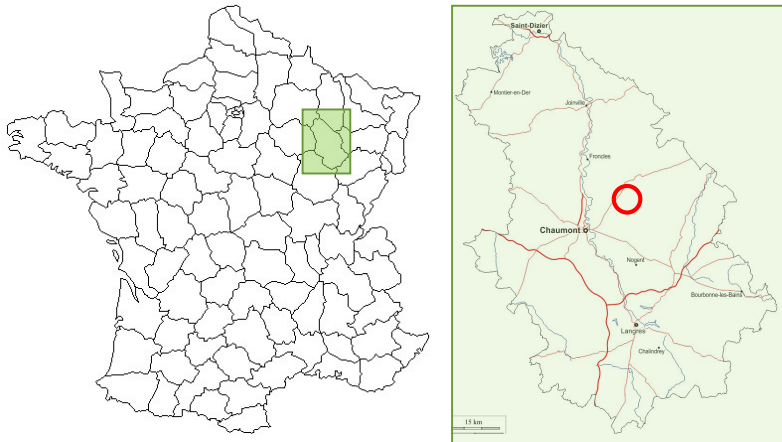 Saint-Dizier
Montier-en-Der
Joinville
Froncles
Chaumont
Nogent
Bourbonne-les-Bains
Langres
Chalindrey
15 km